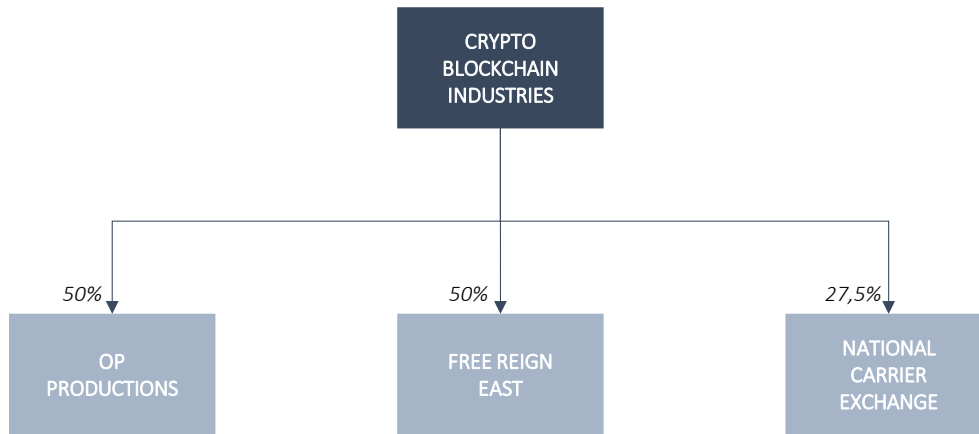 CRYPTO
BLOCKCHAIN
INDUSTRIES
50%
50%
27,5%
OP
PRODUCTIONS
FREE REIGN
EAST
NATIONAL
CARRIER
EXCHANGE